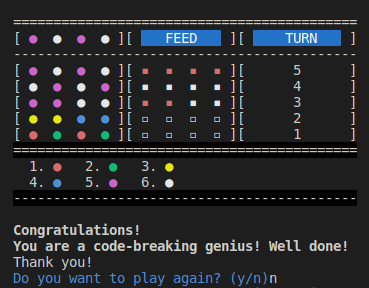 ==========================================
[ ● ● ● ● ][ FEED ][ TURN ]
------------------------------------------
[ ● ● ● ● ][ ▪ ▪ ▪ ▪ ][ 5 ]
[ ● ● ● ● ][ ▪ ▪ ▪ ▪ ][ 4 ]
[ ● ● ● ● ][ ▪ ▪ ▪ ▪ ][ 3 ]
[ ● ● ● ● ][ ▫ ▫ ▫ ▫ ][ 2 ]
[ ● ● ● ● ][ ▫ ▫ ▫ ▫ ][ 1 ]
==========================================
1. ● 2. ● 3. ●
4. ● 5. ● 6. ●
------------------------------------------
Congratulations!
You are a code-breaking genius! Well done!
Thank you!
Do you want to play again? (y/n)n